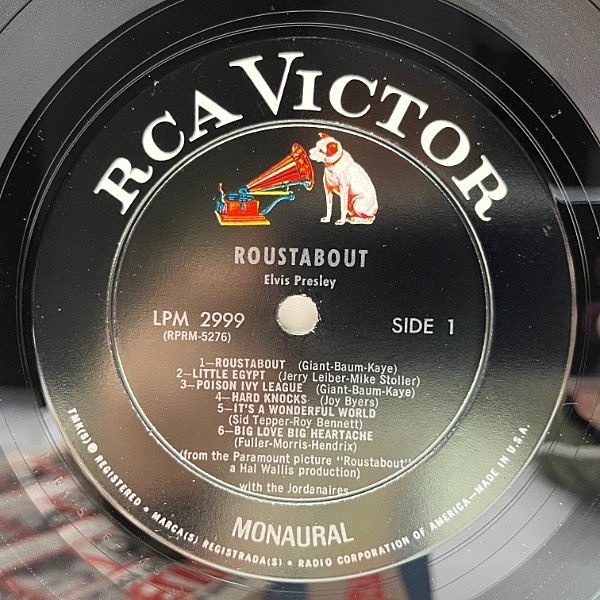 RCA VICTOR
ROUSTABOUT
Elvis Presley
LPM 2999
(RPRM-5276)
SIDE 1
1—ROUSTABOUT (Giant-Baum-Kaye)
2—LITTLE EGYPT (Jerry Leiber-Mike Stoller)
3—POISON IVY LEAGUE (Giant-Baum-Kaye)
4—HARD KNOCKS (Joy Byers)
5—IT'S A WONDERFUL WORLD
(Sid Tepper-Roy Bennett)
6—BIG LOVE BIG HEARTACHE
(Fuller-Morris-Hendrix)
(from the Paramount picture "Roustabout"
a Hal Wallis production)
with the Jordanaires
MONAURAL
TMK(S) ® REGISTERED • MARCA(S) REGISTRADA(S) • RADIO CORPORATION OF AMERICA—MADE IN U.S.A.